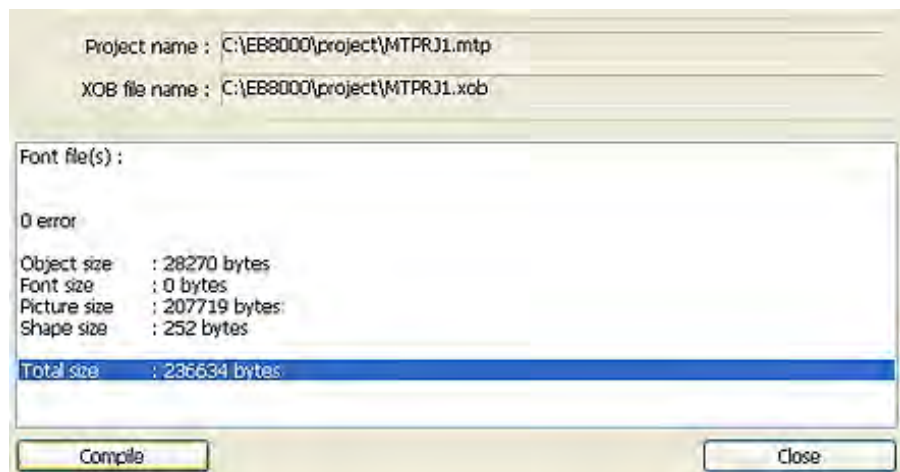 Project name : C:\EB8000\project\MTPRJ1.mtp
XOB file name : C:\EB8000\project\MTPRJ1.xob
Font file(s) :
0 error
Object size : 28270 bytes
Font size : 0 bytes
Picture size : 207719 bytes
Shape size : 252 bytes
Total size : 236634 bytes
Compile Close